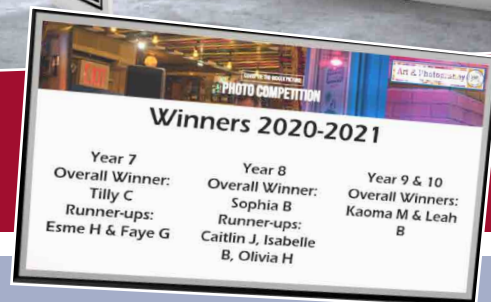 PHOTO COMPETITION
Art & Photography
Winners 2020-2021
Year 7
Overall Winner:
Tilly C
Runner-ups:
Esme H & Faye G
Year 8
Overall Winner:
Sophia B
Runner-ups:
Caitlin J, Isabelle
B, Olivia H
Year 9 & 10
Overall Winners:
Kaoma M & Leah
B